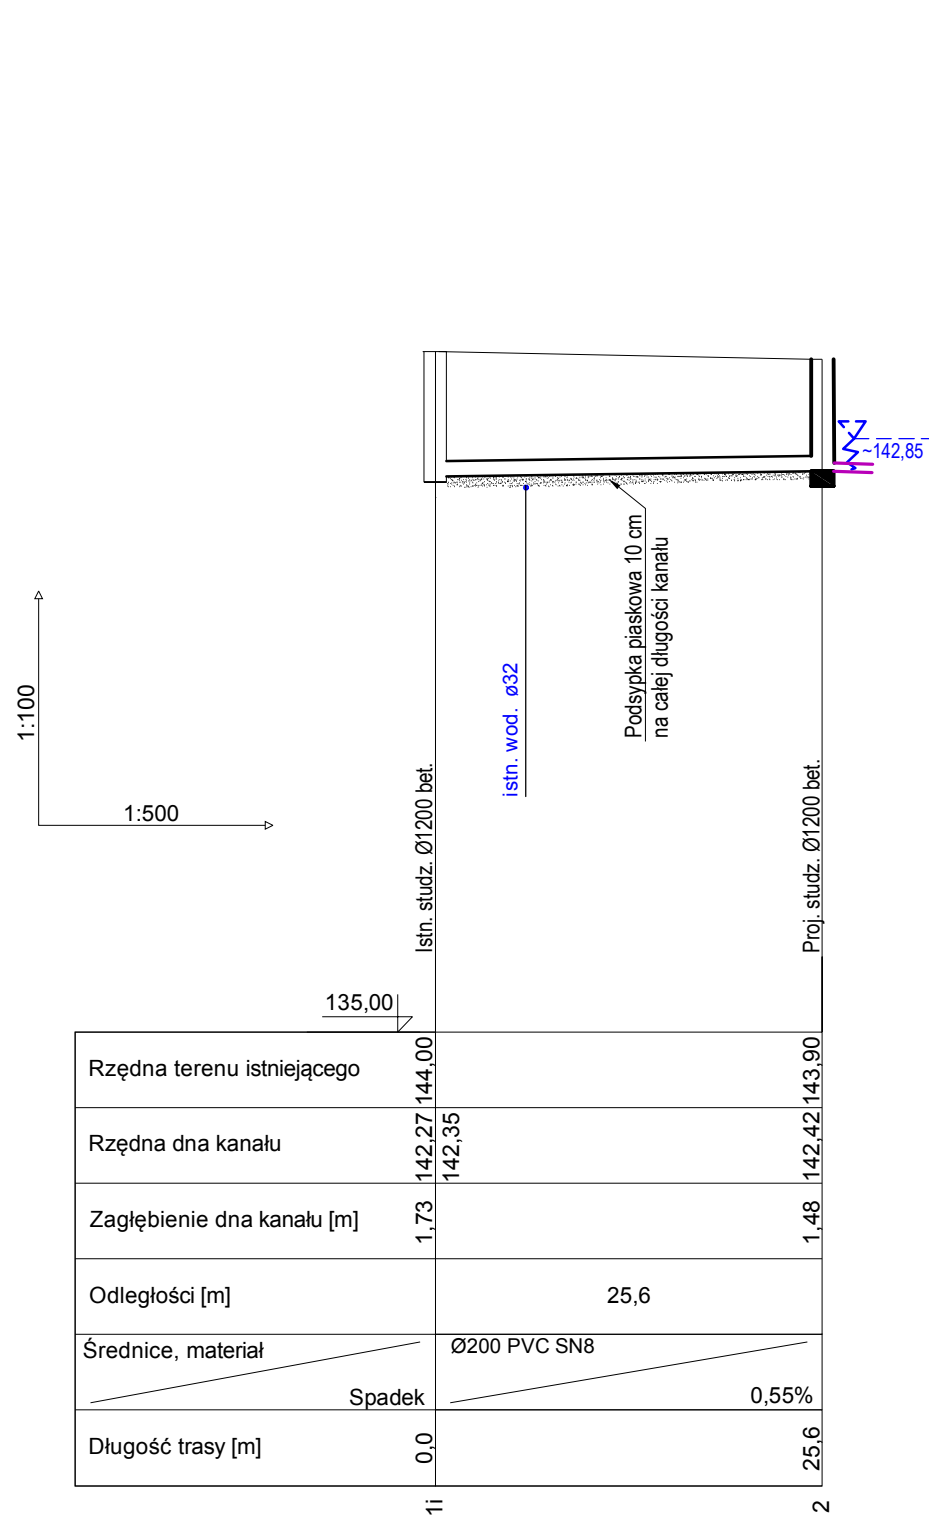 ~142,85
Podsypka piaskowa 10 cm
na całej długości kanału
istn. wod. ø32
1:100
1:500
Istn. studz. Ø1200 bet.
Proj. studz. Ø1200 bet.
135,00
Rzędna terenu istniejącego 144,00 143,90
Rzędna dna kanału 142,27 142,35 142,42
Zagłębienie dna kanału [m] 1,73 1,48
Odległości [m] 25,6
Średnice, materiał Ø200 PVC SN8
Spadek 0,55%
Długość trasy [m] 0,0 25,6
1i 2